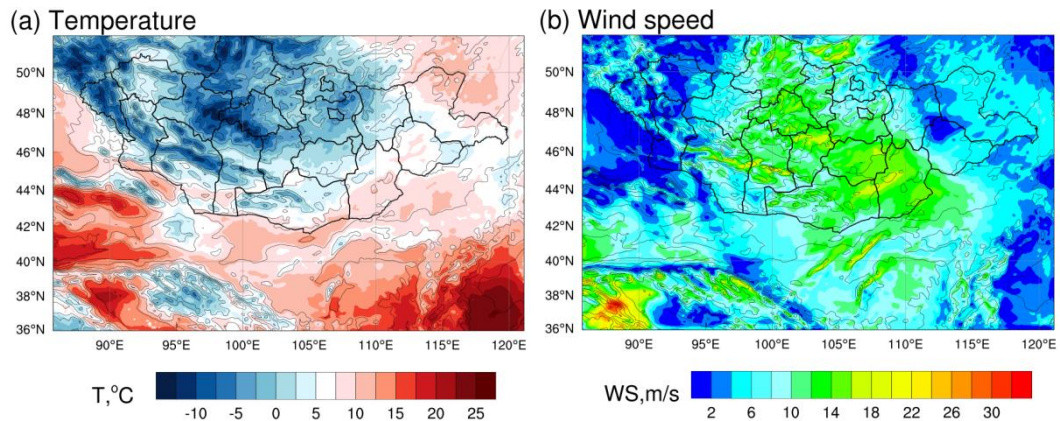 (a) Temperature
50°N
48°N
46°N
44°N
42°N
40°N
38°N
36°N
90°E 95°E 100°E 105°E 110°E 115°E 120°E
T,°C
-10 -5 0 5 10 15 20 25
(b) Wind speed
50°N
48°N
46°N
44°N
42°N
40°N
38°N
36°N
90°E 95°E 100°E 105°E 110°E 115°E 120°E
WS,m/s
2 6 10 14 18 22 26 30